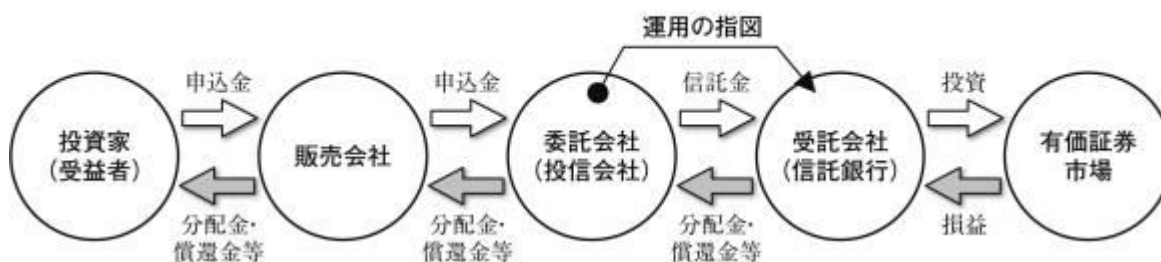 運用の指図
申込金
申込金
信託金
投資
投資家
(受益者)
販売会社
委託会社
(投信会社)
受託会社
(信託銀行)
有価証券
市場
分配金・
償還金等
分配金・
償還金等
分配金・
償還金等
損益